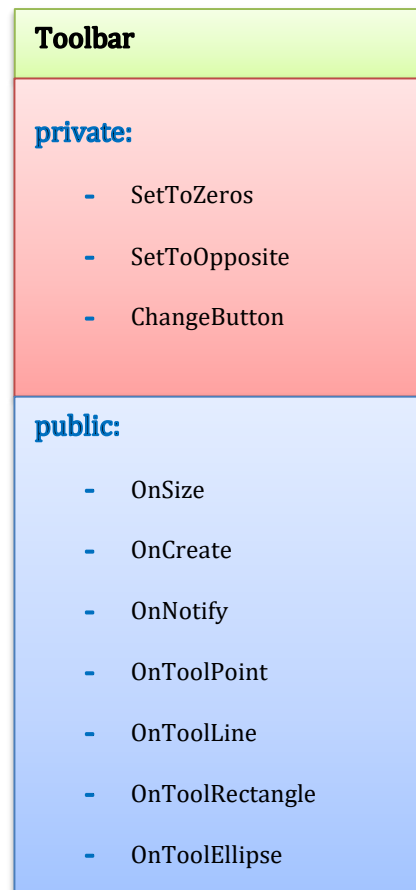 Toolbar
private:
- SetToZeros
- SetToOpposite
- ChangeButton
public:
- OnSize
- OnCreate
- OnNotify
- OnToolPoint
- OnToolLine
- OnToolRectangle
- OnToolEllipse